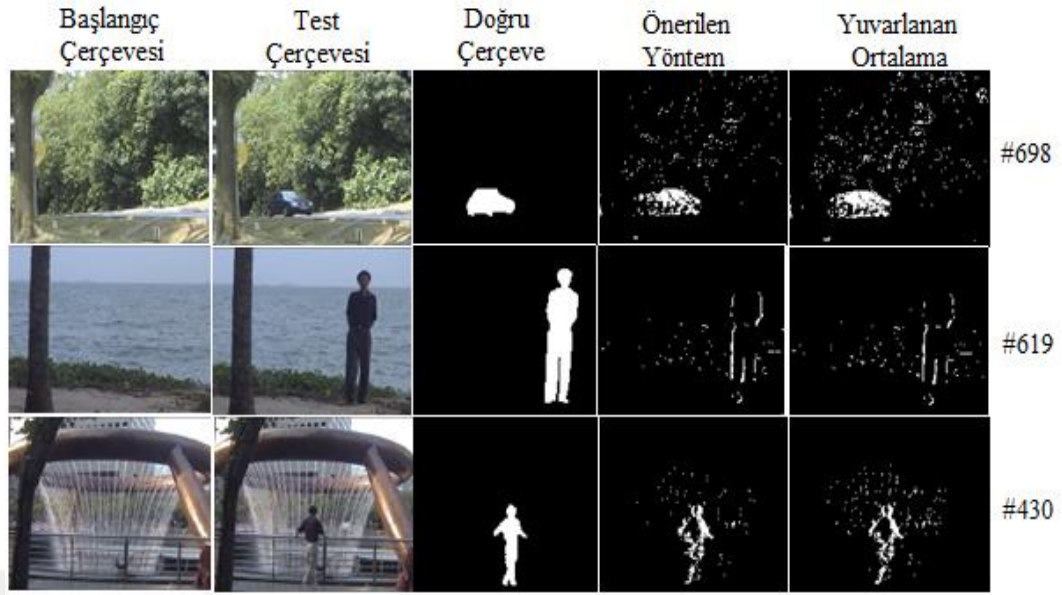 Başlangıç Çerçevesi
Test Çerçevesi
Doğru Çerçeve
Önerilen Yöntem
Yuvarlanan Ortalama
#698
#619
#430